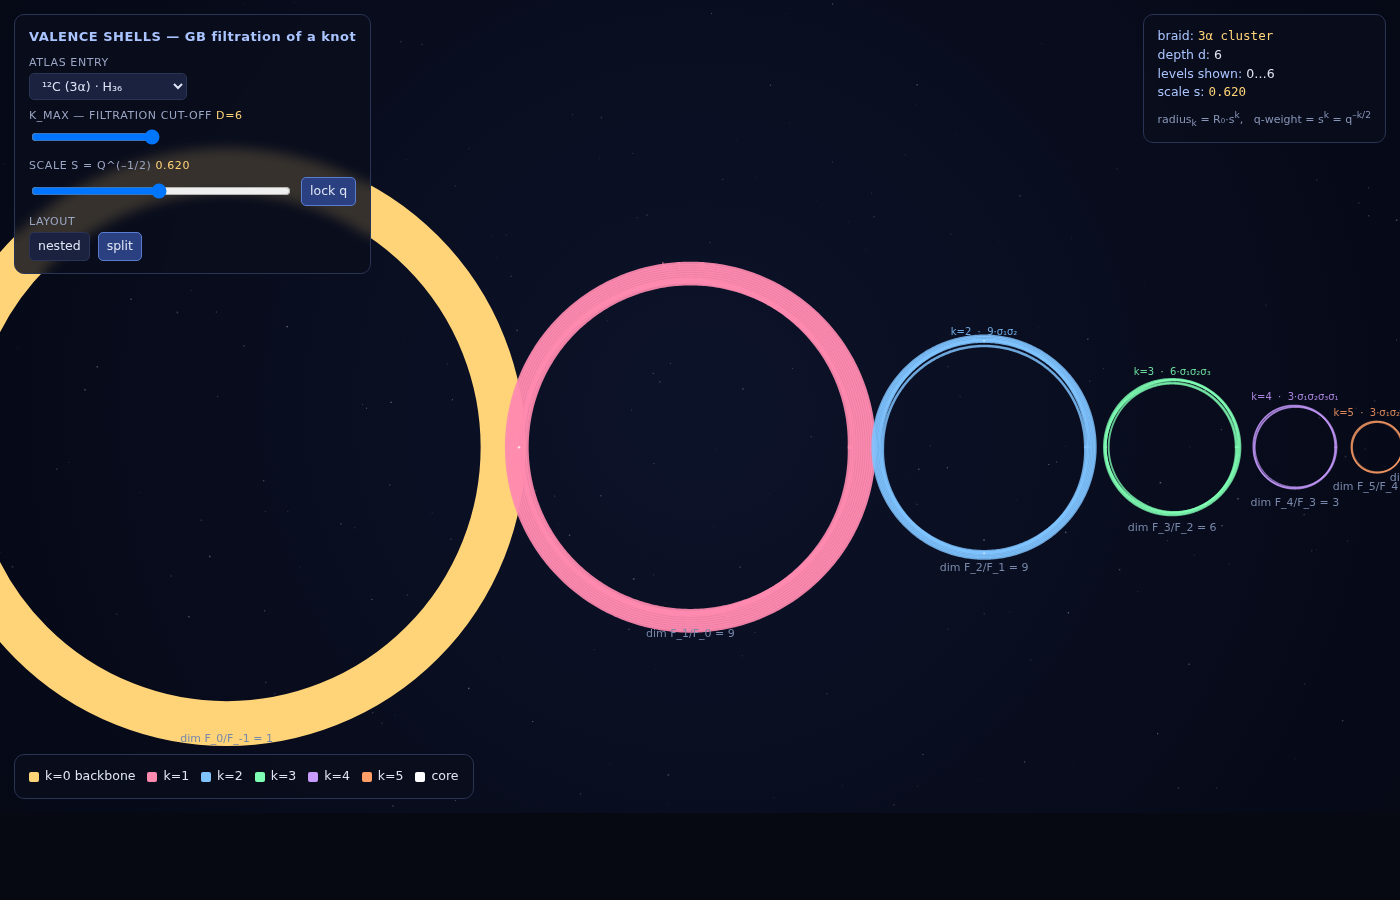 VALENCE SHELLS — GB filtration of a knot
ATLAS ENTRY
¹²C (3α) · H₃₆
K_MAX — FILTRATION CUT-OFF D=6
SCALE S = Q^(–1/2) 0.620
lock q
LAYOUT
nested
split
braid: 3α cluster
depth d: 6
levels shown: 0…6
scale s: 0.620
radiusₖ = R₀·sᵏ, q-weight = sᵏ = q^–k/2
k=2 · 9·σ₁σ₂
k=3 · 6·σ₁σ₂σ₃
k=4 · 3·σ₁σ₂σ₃σ₁
k=5 · 3·σ₁σ₂
dim F_5/F_4
dim F_4/F_3 = 3
dim F_3/F_2 = 6
dim F_2/F_1 = 9
dim F_1/F_0 = 9
dim F_0/F_-1 = 1
k=0 backbone
k=1
k=2
k=3
k=4
k=5
core